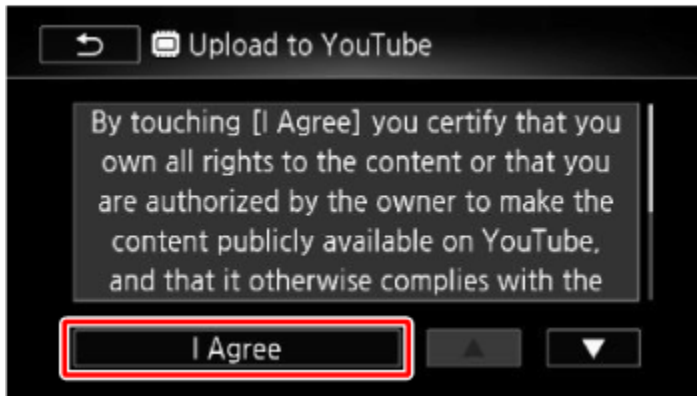 Upload to YouTube
By touching [I Agree] you certify that you
own all rights to the content or that you
are authorized by the owner to make the
content publicly available on YouTube,
and that it otherwise complies with the
I Agree